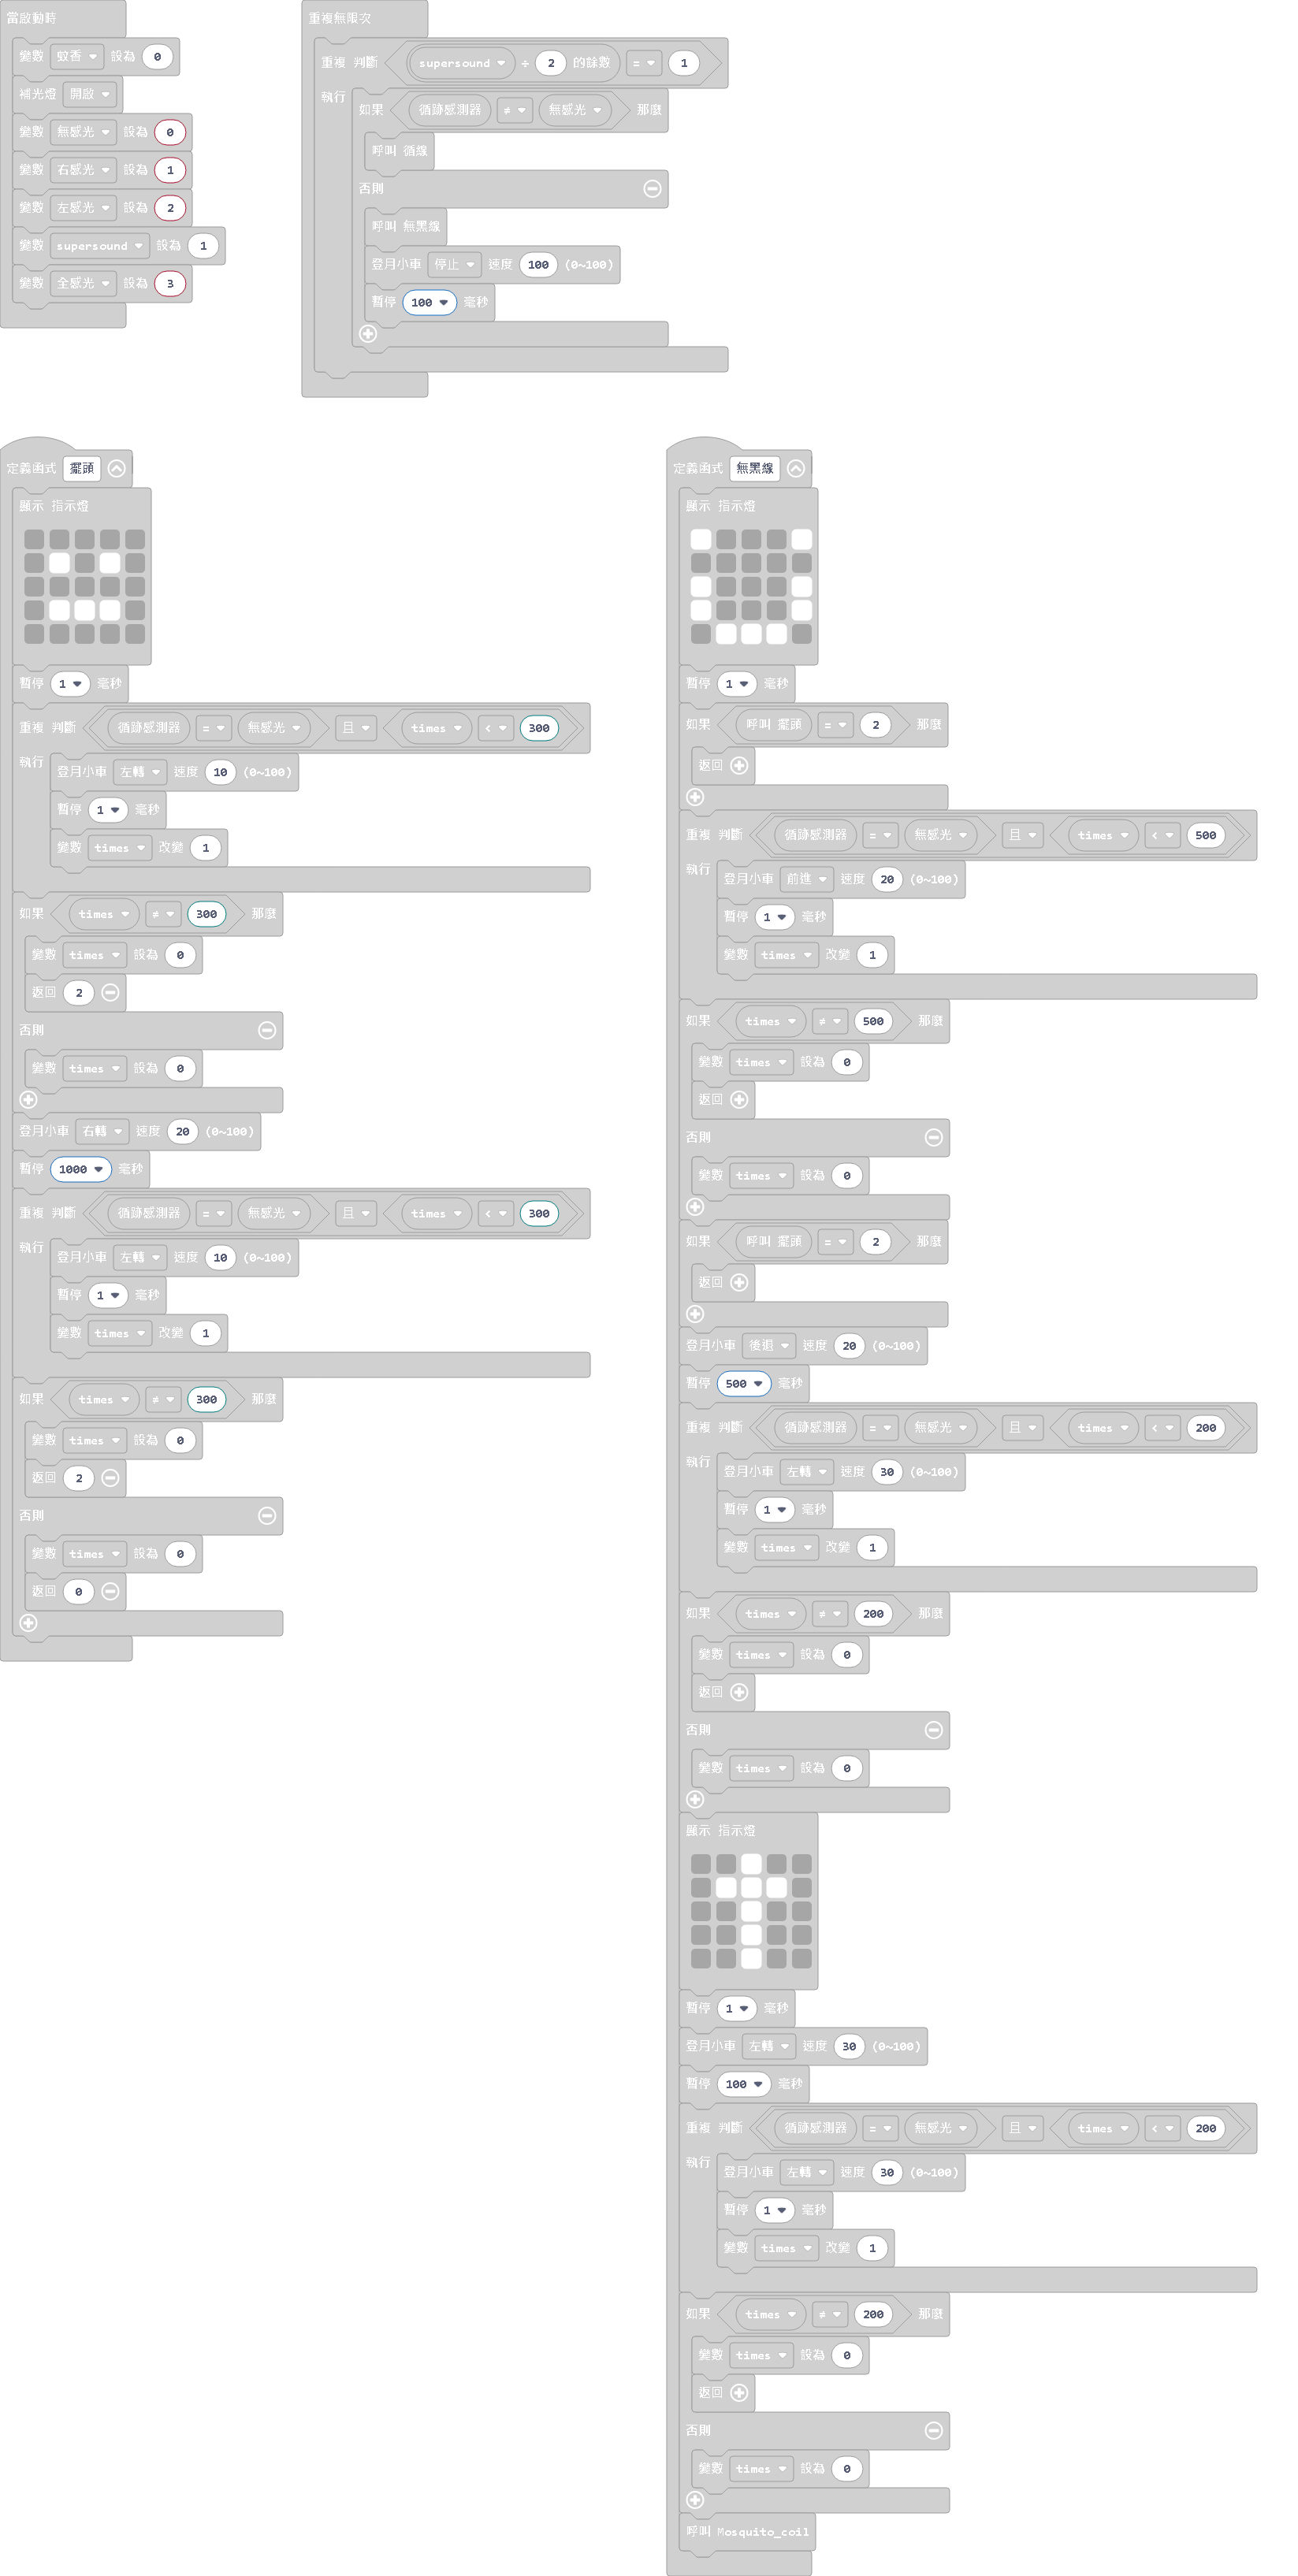 當啟動時
變數 蚊香 設為 0
補光燈 開啟
變數 無感光 設為 0
變數 右感光 設為 1
變數 左感光 設為 2
變數 supersound 設為 1
變數 全感光 設為 3
重複無限次
重複 判斷 supersound ÷ 2 的餘數 = 1
執行
如果 循跡感測器 ≠ 無感光 那麼
呼叫 循線
否則
呼叫 無黑線
登月小車 停止 速度 100 (0~100)
暫停 100 毫秒
定義函式 擺頭
顯示 指示燈
暫停 1 毫秒
重複 判斷 循跡感測器 = 無感光 且 times < 300
執行
登月小車 左轉 速度 10 (0~100)
暫停 1 毫秒
變數 times 改變 1
如果 times ≠ 300 那麼
變數 times 設為 0
返回 2
否則
變數 times 設為 0
登月小車 右轉 速度 20 (0~100)
暫停 1000 毫秒
重複 判斷 循跡感測器 = 無感光 且 times < 300
執行
登月小車 左轉 速度 10 (0~100)
暫停 1 毫秒
變數 times 改變 1
如果 times ≠ 300 那麼
變數 times 設為 0
返回 2
否則
變數 times 設為 0
返回 0
定義函式 無黑線
顯示 指示燈
暫停 1 毫秒
如果 呼叫 擺頭 = 2 那麼
返回
重複 判斷 循跡感測器 = 無感光 且 times < 500
執行
登月小車 前進 速度 20 (0~100)
暫停 1 毫秒
變數 times 改變 1
如果 times ≠ 500 那麼
變數 times 設為 0
返回
否則
變數 times 設為 0
如果 呼叫 擺頭 = 2 那麼
返回
登月小車 後退 速度 20 (0~100)
暫停 500 毫秒
重複 判斷 循跡感測器 = 無感光 且 times < 200
執行
登月小車 左轉 速度 30 (0~100)
暫停 1 毫秒
變數 times 改變 1
如果 times ≠ 200 那麼
變數 times 設為 0
返回
否則
變數 times 設為 0
顯示 指示燈
暫停 1 毫秒
登月小車 左轉 速度 30 (0~100)
暫停 100 毫秒
重複 判斷 循跡感測器 = 無感光 且 times < 200
執行
登月小車 左轉 速度 30 (0~100)
暫停 1 毫秒
變數 times 改變 1
如果 times ≠ 200 那麼
變數 times 設為 0
返回
否則
變數 times 設為 0
呼叫 Mosquito_coil